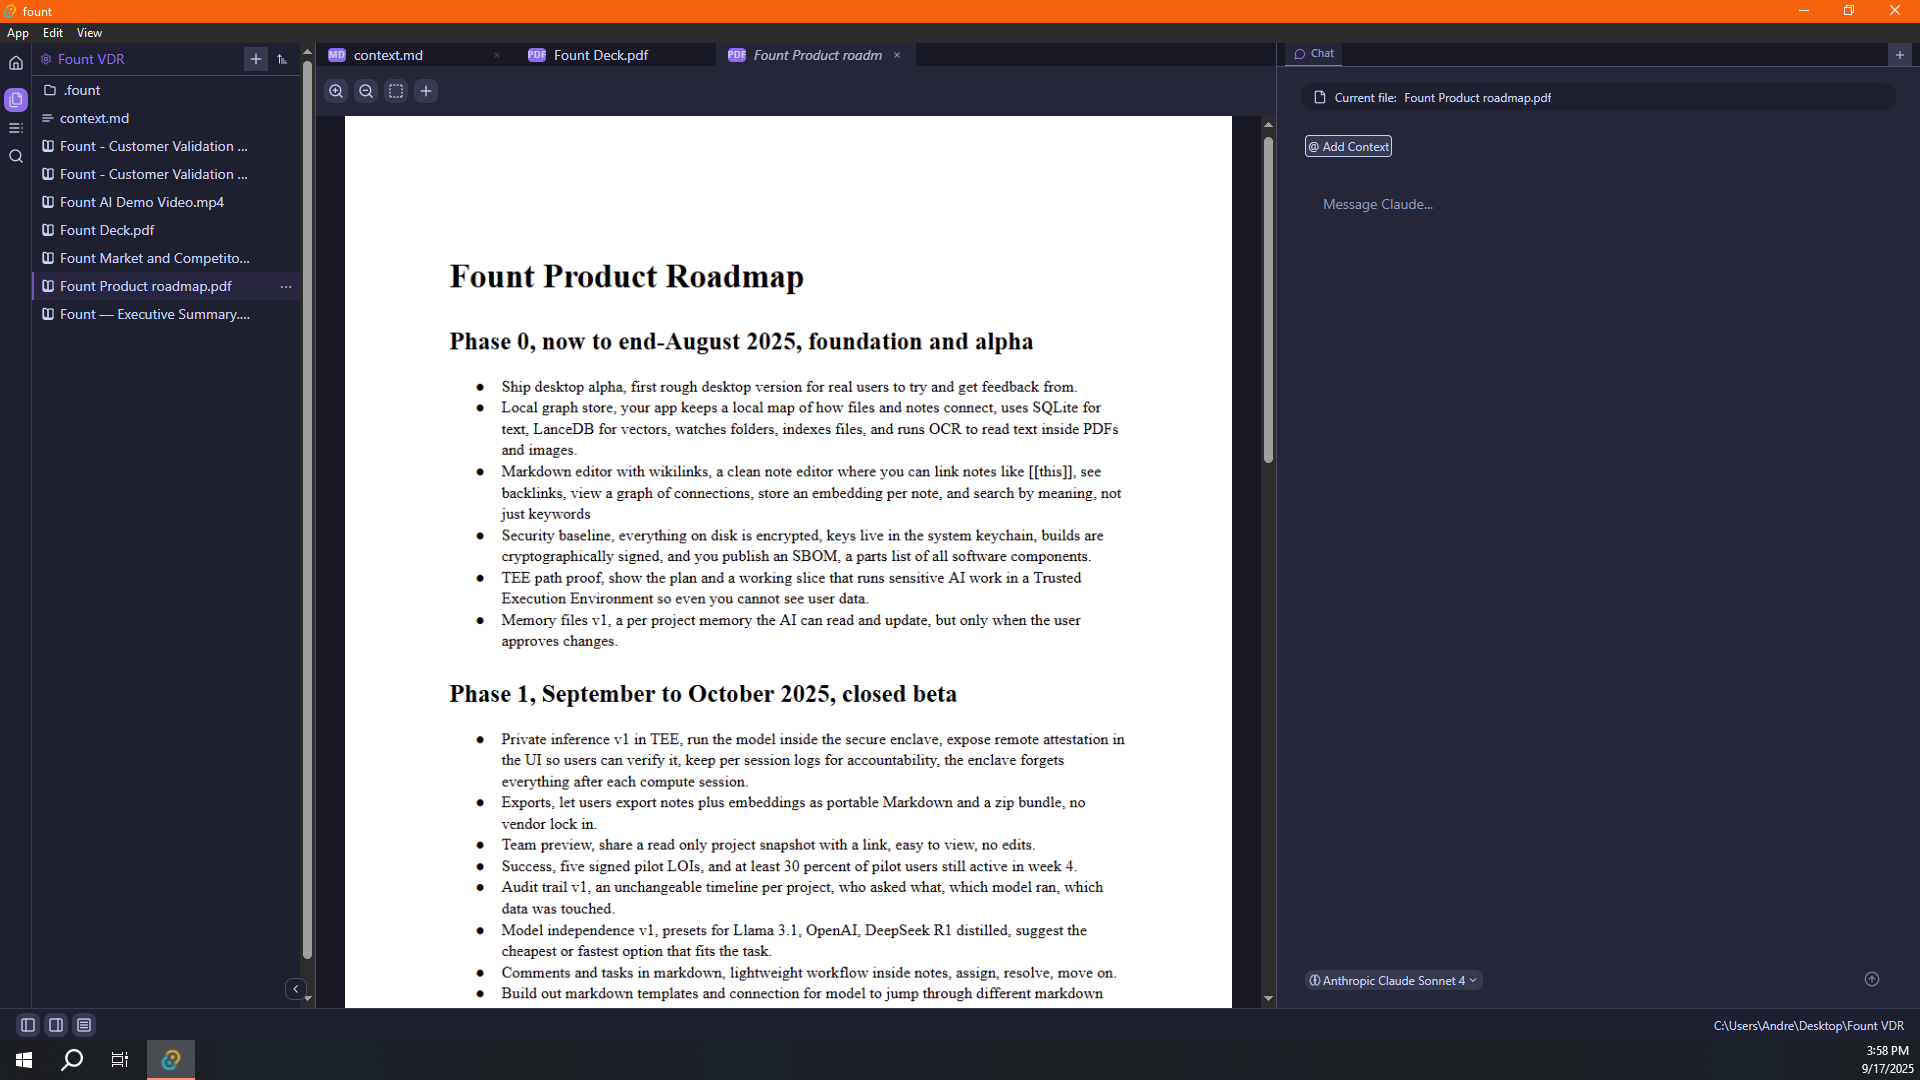 fount
App Edit View
Fount VDR
.fount
context.md
Fount - Customer Validation ...
Fount - Customer Validation ...
Fount AI Demo Video.mp4
Fount Deck.pdf
Fount Market and Competito...
Fount Product roadmap.pdf
Fount — Executive Summary....
MD context.md
PDF Fount Deck.pdf
PDF Fount Product roadm
Fount Product Roadmap
Phase 0, now to end-August 2025, foundation and alpha
● Ship desktop alpha, first rough desktop version for real users to try and get feedback from.
● Local graph store, your app keeps a local map of how files and notes connect, uses SQLite for
text, LanceDB for vectors, watches folders, indexes files, and runs OCR to read text inside PDFs
and images.
● Markdown editor with wikilinks, a clean note editor where you can link notes like [[this]], see
backlinks, view a graph of connections, store an embedding per note, and search by meaning, not
just keywords
● Security baseline, everything on disk is encrypted, keys live in the system keychain, builds are
cryptographically signed, and you publish an SBOM, a parts list of all software components.
● TEE path proof, show the plan and a working slice that runs sensitive AI work in a Trusted
Execution Environment so even you cannot see user data.
● Memory files v1, a per project memory the AI can read and update, but only when the user
approves changes.
Phase 1, September to October 2025, closed beta
● Private inference v1 in TEE, run the model inside the secure enclave, expose remote attestation in
the UI so users can verify it, keep per session logs for accountability, the enclave forgets
everything after each compute session.
● Exports, let users export notes plus embeddings as portable Markdown and a zip bundle, no
vendor lock in.
● Team preview, share a read only project snapshot with a link, easy to view, no edits.
● Success, five signed pilot LOIs, and at least 30 percent of pilot users still active in week 4.
● Audit trail v1, an unchangeable timeline per project, who asked what, which model ran, which
data was touched.
● Model independence v1, presets for Llama 3.1, OpenAI, DeepSeek R1 distilled, suggest the
cheapest or fastest option that fits the task.
● Comments and tasks in markdown, lightweight workflow inside notes, assign, resolve, move on.
● Build out markdown templates and connection for model to jump through different markdown
Chat
Current file: Fount Product roadmap.pdf
@ Add Context
Message Claude...
Anthropic Claude Sonnet 4
C:\Users\Andre\Desktop\Fount VDR
3:58 PM
9/17/2025